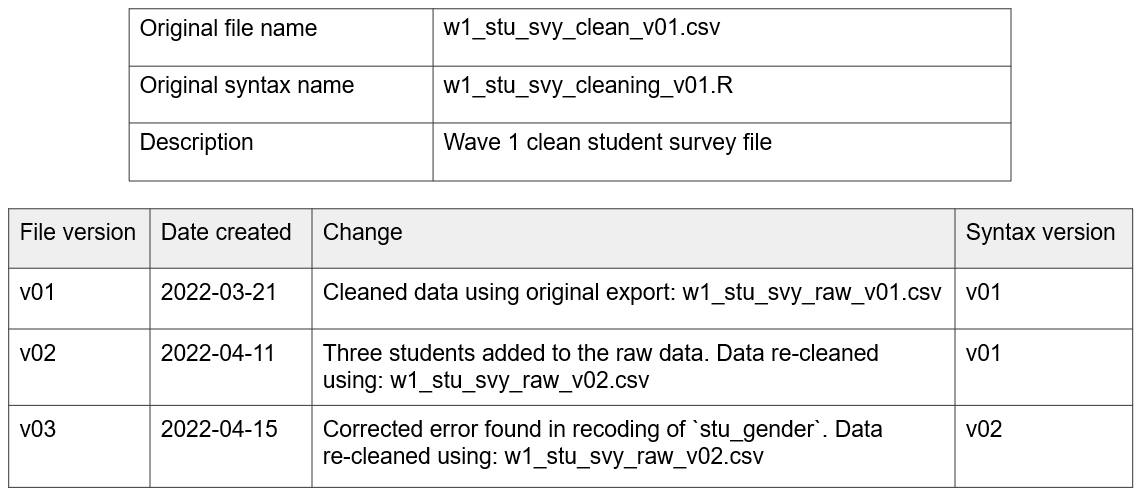 Original file name w1_stu_svy_clean_v01.csv
Original syntax name w1_stu_svy_cleaning_v01.R
Description Wave 1 clean student survey file
File version Date created Change Syntax version
v01 2022-03-21 Cleaned data using original export: w1_stu_svy_raw_v01.csv v01
v02 2022-04-11 Three students added to the raw data. Data re-cleaned v01
using: w1_stu_svy_raw_v02.csv
v03 2022-04-15 Corrected error found in recoding of `stu_gender`. Data v02
re-cleaned using: w1_stu_svy_raw_v02.csv